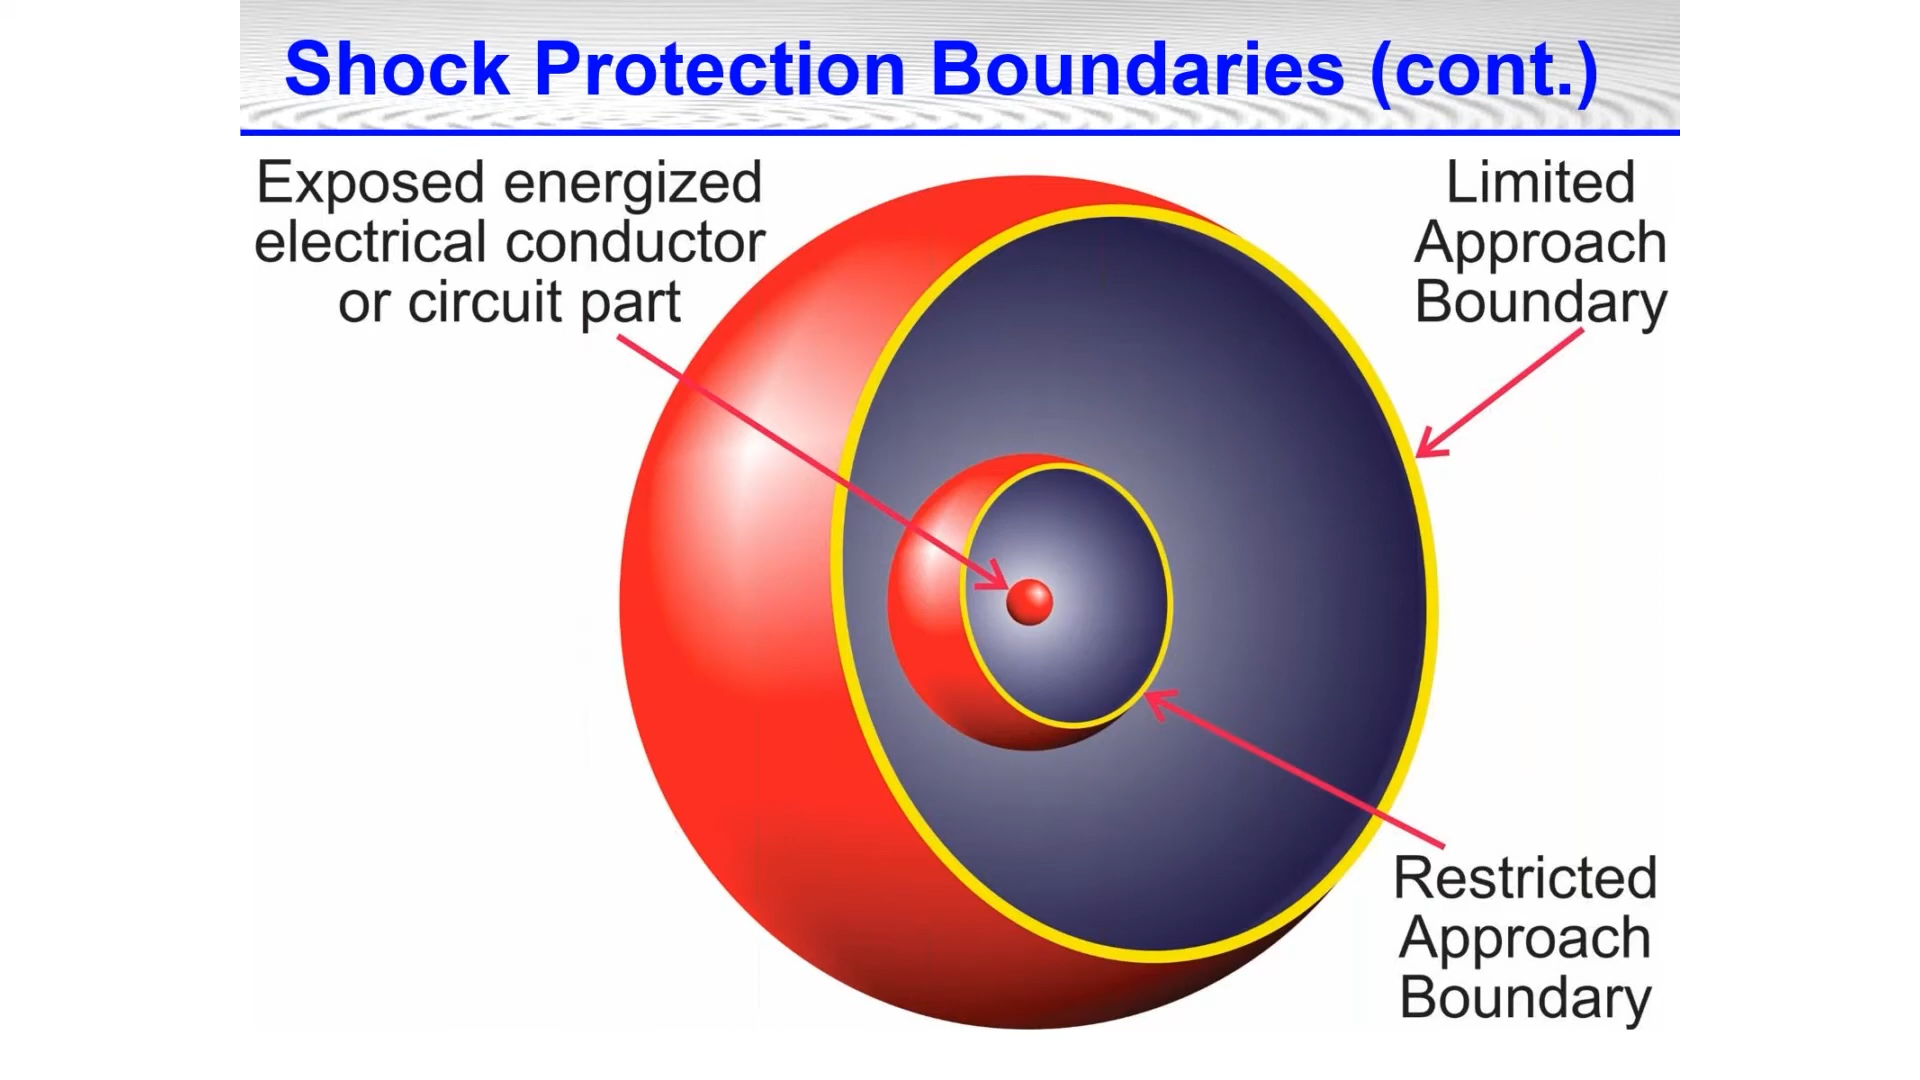 Shock Protection Boundaries (cont.)
Exposed energized
electrical conductor
or circuit part
Limited
Approach
Boundary
Restricted
Approach
Boundary